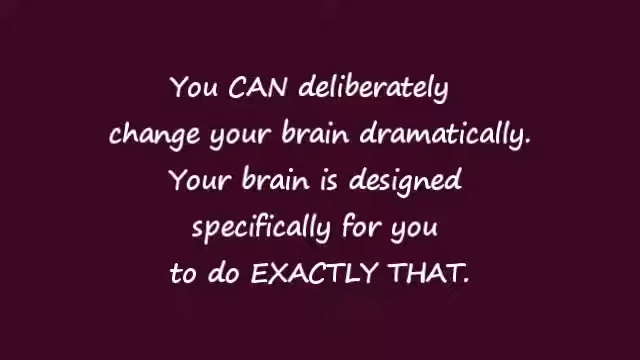 You CAN deliberately
change your brain dramatically.
Your brain is designed
specifically for you
to do EXACTLY THAT.